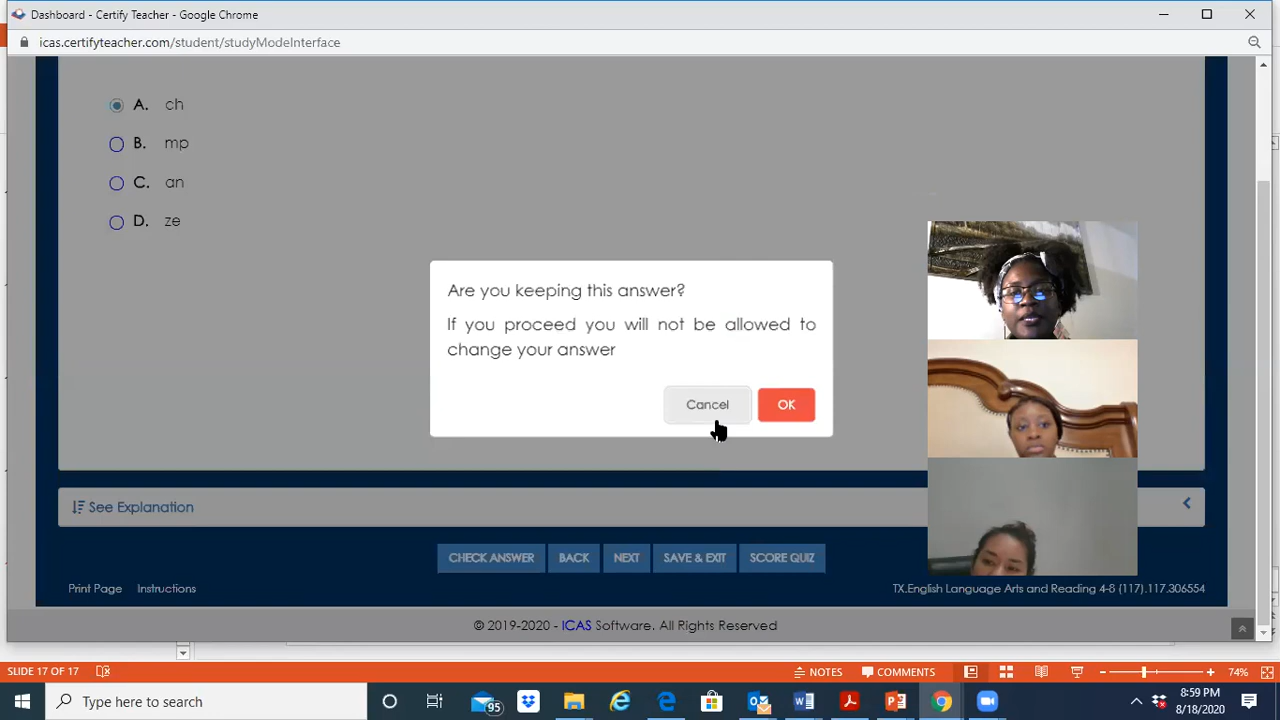 Dashboard - Certify Teacher - Google Chrome
icas.certifyteacher.com/student/studyModeInterface
A. ch
B. mp
C. an
D. ze
Are you keeping this answer?
If you proceed you will not be allowed to
change your answer
Cancel OK
See Explanation
CHECK ANSWER BACK NEXT SAVE & EXIT SCORE QUIZ
Print Page Instructions TX.English Language Arts and Reading 4-8 (117).117.306554
© 2019-2020 - ICAS Software. All Rights Reserved
SLIDE 17 OF 17 NOTES COMMENTS 74%
Type here to search 95 8:59 PM
8/18/2020